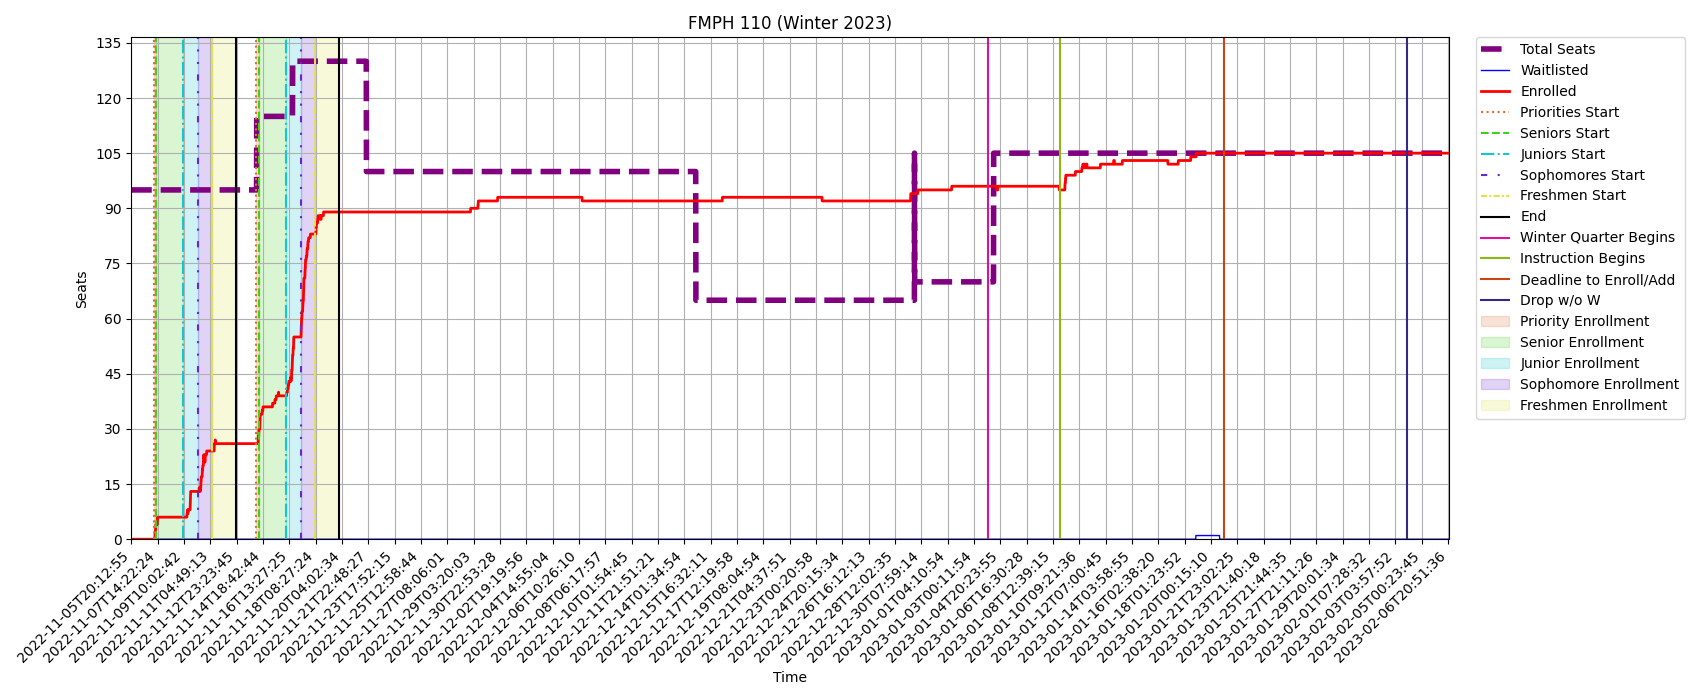 FMPH 110 (Winter 2023)
135
120
105
90
75
60
45
30
15
0
Seats
2022-11-05T20:12:55
2022-11-07T14:22:24
2022-11-09T10:02:42
2022-11-11T04:49:13
2022-11-12T23:23:45
2022-11-14T18:42:44
2022-11-16T13:27:25
2022-11-18T08:27:24
2022-11-20T04:02:34
2022-11-21T22:48:27
2022-11-23T17:52:15
2022-11-25T12:58:44
2022-11-27T08:06:01
2022-11-29T03:20:03
2022-11-30T22:53:28
2022-12-02T19:19:56
2022-12-04T14:55:04
2022-12-06T10:26:10
2022-12-08T06:17:57
2022-12-10T01:54:45
2022-12-11T21:51:21
2022-12-14T01:34:54
2022-12-15T16:32:11
2022-12-17T12:19:58
2022-12-19T08:04:54
2022-12-21T04:37:51
2022-12-23T00:20:58
2022-12-24T20:15:34
2022-12-26T16:12:13
2022-12-28T12:02:35
2022-12-30T07:59:14
2023-01-01T04:10:54
2023-01-03T00:11:54
2023-01-04T20:23:55
2023-01-06T16:30:28
2023-01-08T12:39:15
2023-01-10T09:21:36
2023-01-12T07:00:45
2023-01-14T03:58:55
2023-01-16T02:38:20
2023-01-18T01:23:52
2023-01-20T00:15:10
2023-01-21T23:02:25
2023-01-23T21:40:18
2023-01-25T21:44:35
2023-01-27T21:11:26
2023-01-29T20:01:34
2023-02-01T07:28:32
2023-02-03T03:57:52
2023-02-05T00:23:45
2023-02-06T20:51:36
Time
Total Seats
Waitlisted
Enrolled
Priorities Start
Seniors Start
Juniors Start
Sophomores Start
Freshmen Start
End
Winter Quarter Begins
Instruction Begins
Deadline to Enroll/Add
Drop w/o W
Priority Enrollment
Senior Enrollment
Junior Enrollment
Sophomore Enrollment
Freshmen Enrollment